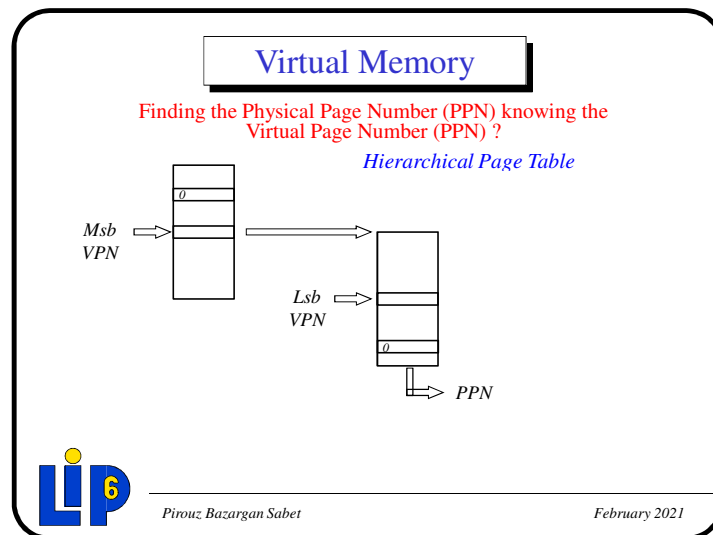 Virtual Memory
Finding the Physical Page Number (PPN) knowing the
Virtual Page Number (PPN) ?
Hierarchical Page Table
0
Msb
VPN
Lsb
VPN
0
PPN
LiP6
Pirouz Bazargan Sabet
February 2021